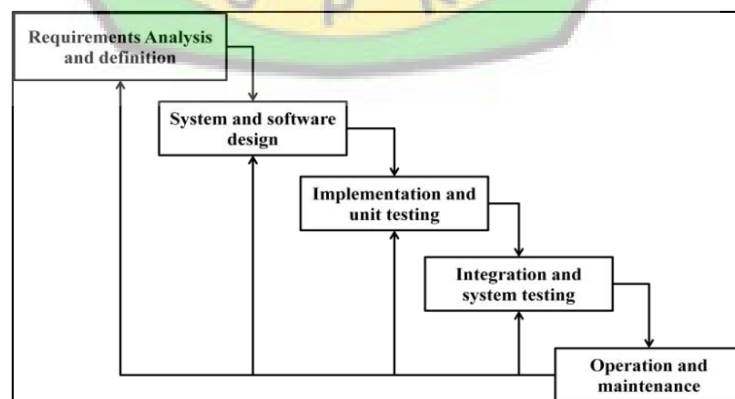 Requirements Analysis
and definition
System and software
design
Implementation and
unit testing
Integration and
system testing
Operation and
maintenance